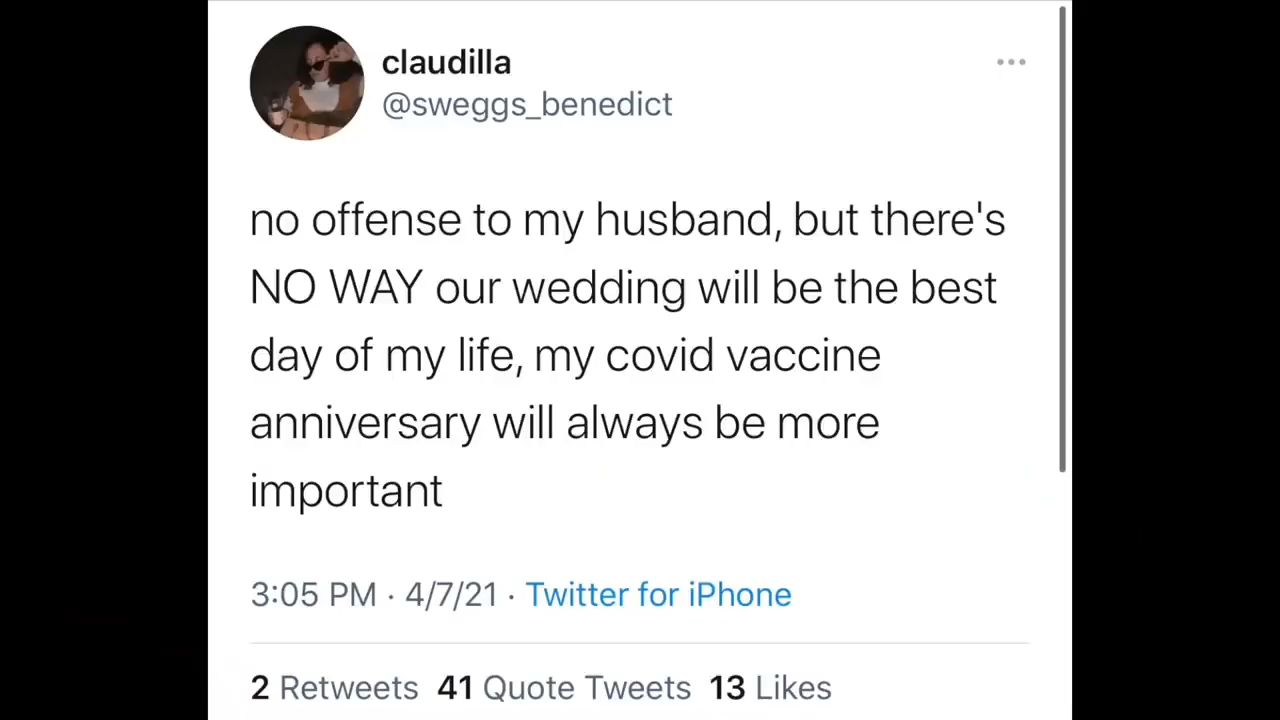 claudilla
@sweggs_benedict
no offense to my husband, but there's
NO WAY our wedding will be the best
day of my life, my covid vaccine
anniversary will always be more
important
3:05 PM · 4/7/21 · Twitter for iPhone
2 Retweets 41 Quote Tweets 13 Likes